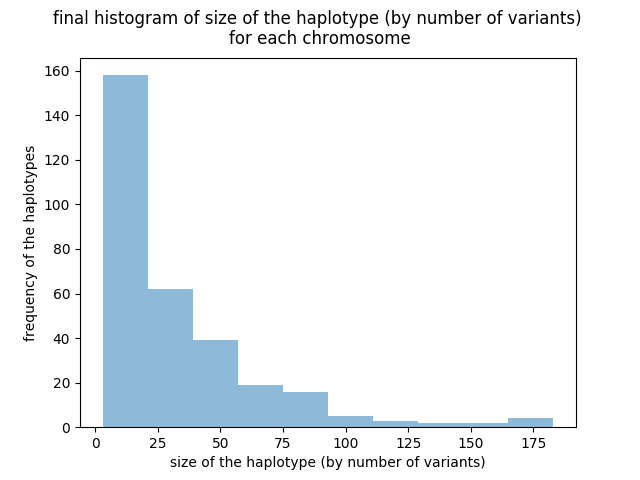 final histogram of size of the haplotype (by number of variants)
for each chromosome
160
140
120
100
80
60
40
20
0
frequency of the haplotypes
0 25 50 75 100 125 150 175
size of the haplotype (by number of variants)